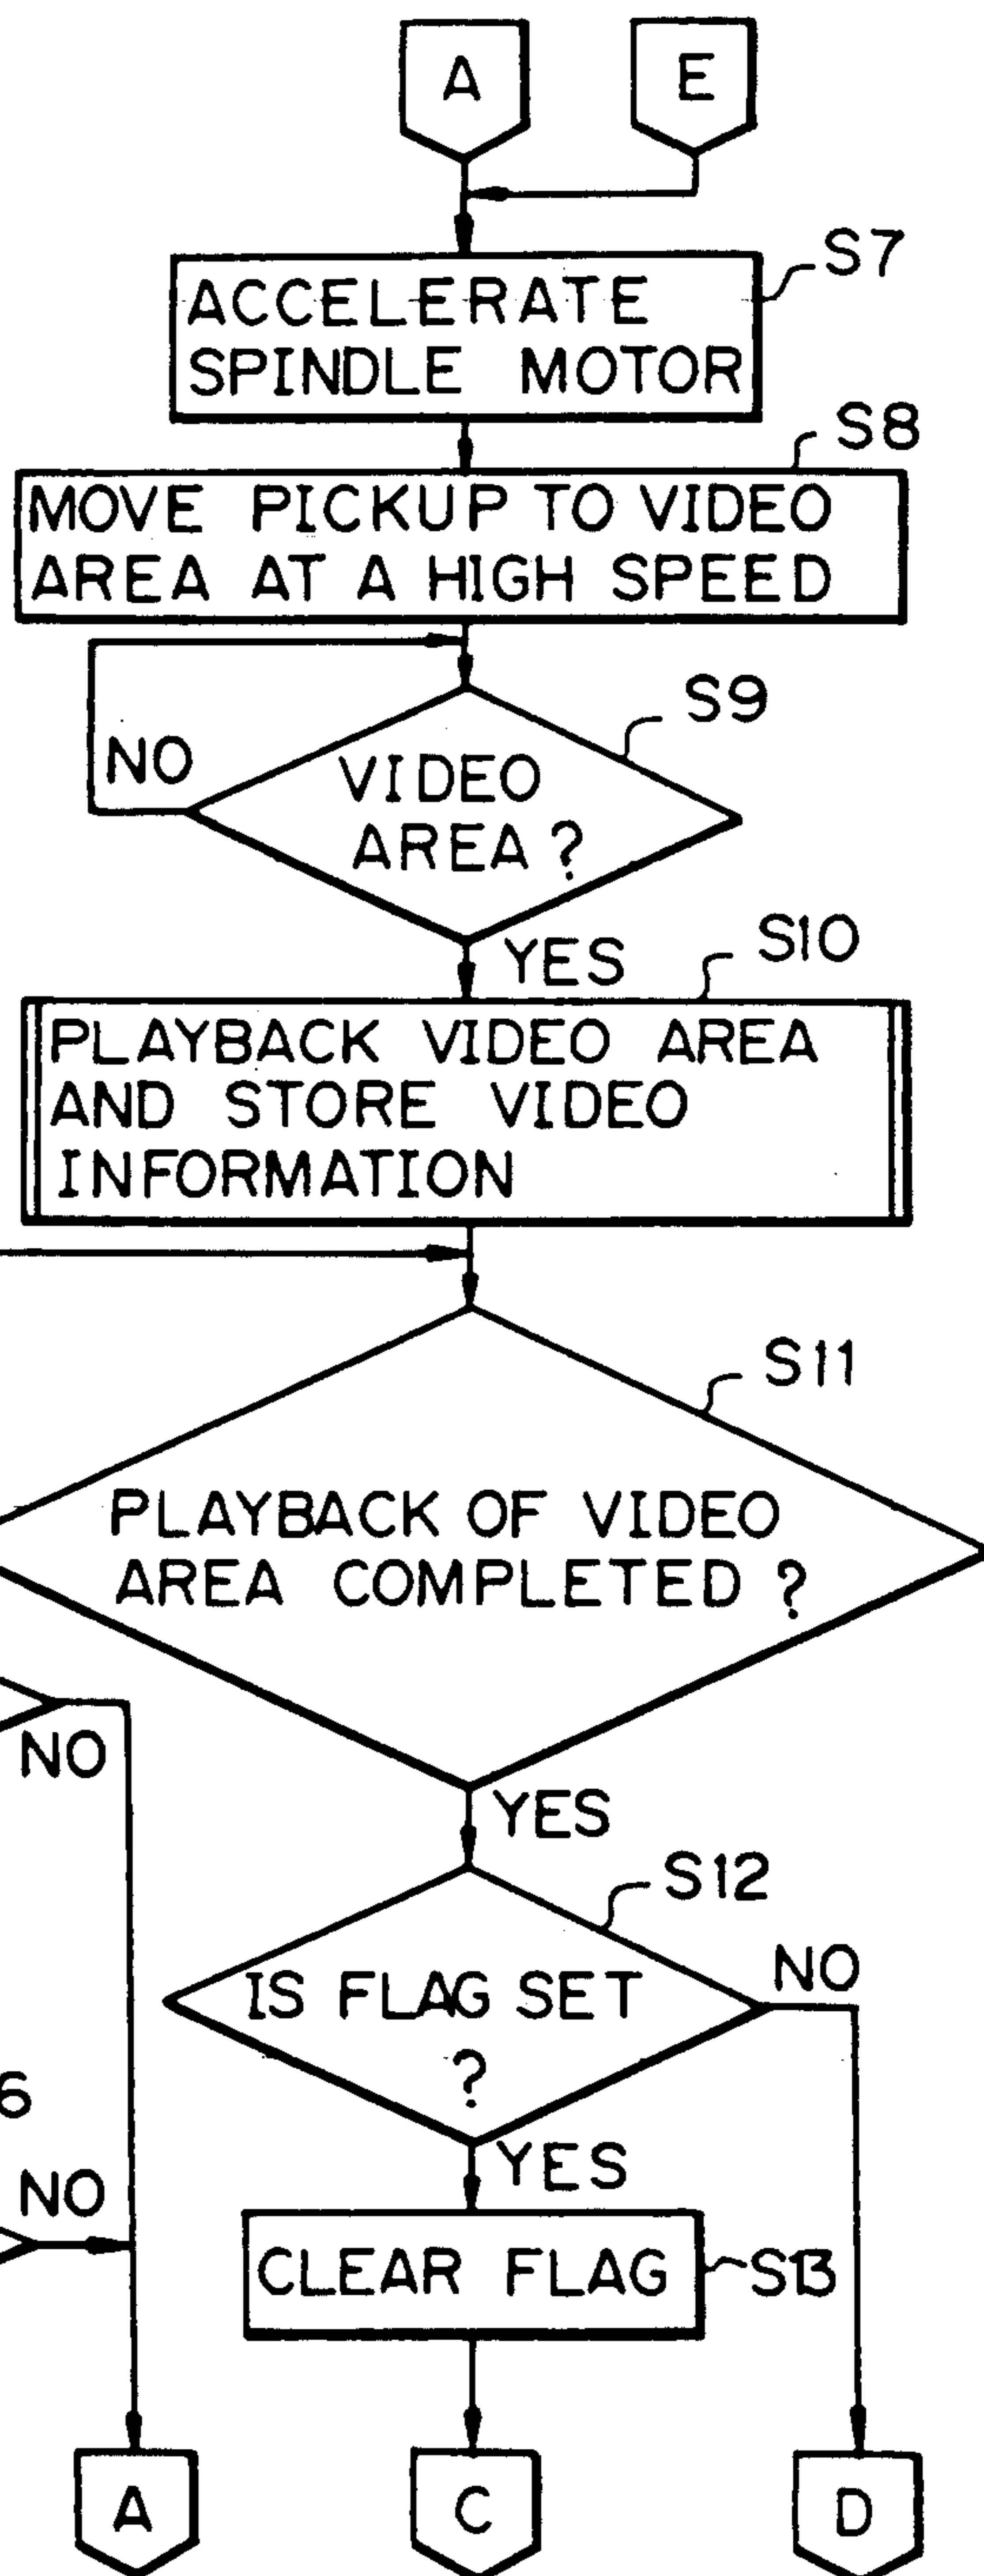 A
E
S7
ACCELERATE
SPINDLE MOTOR
S8
MOVE PICKUP TO VIDEO
AREA AT A HIGH SPEED
S9
NO
VIDEO
AREA?
YES
S10
PLAYBACK VIDEO AREA
AND STORE VIDEO
INFORMATION
S11
PLAYBACK OF VIDEO
AREA COMPLETED?
NO
YES
S12
IS FLAG SET
?
NO
6
NO
YES
CLEAR FLAG
S13
A
C
D